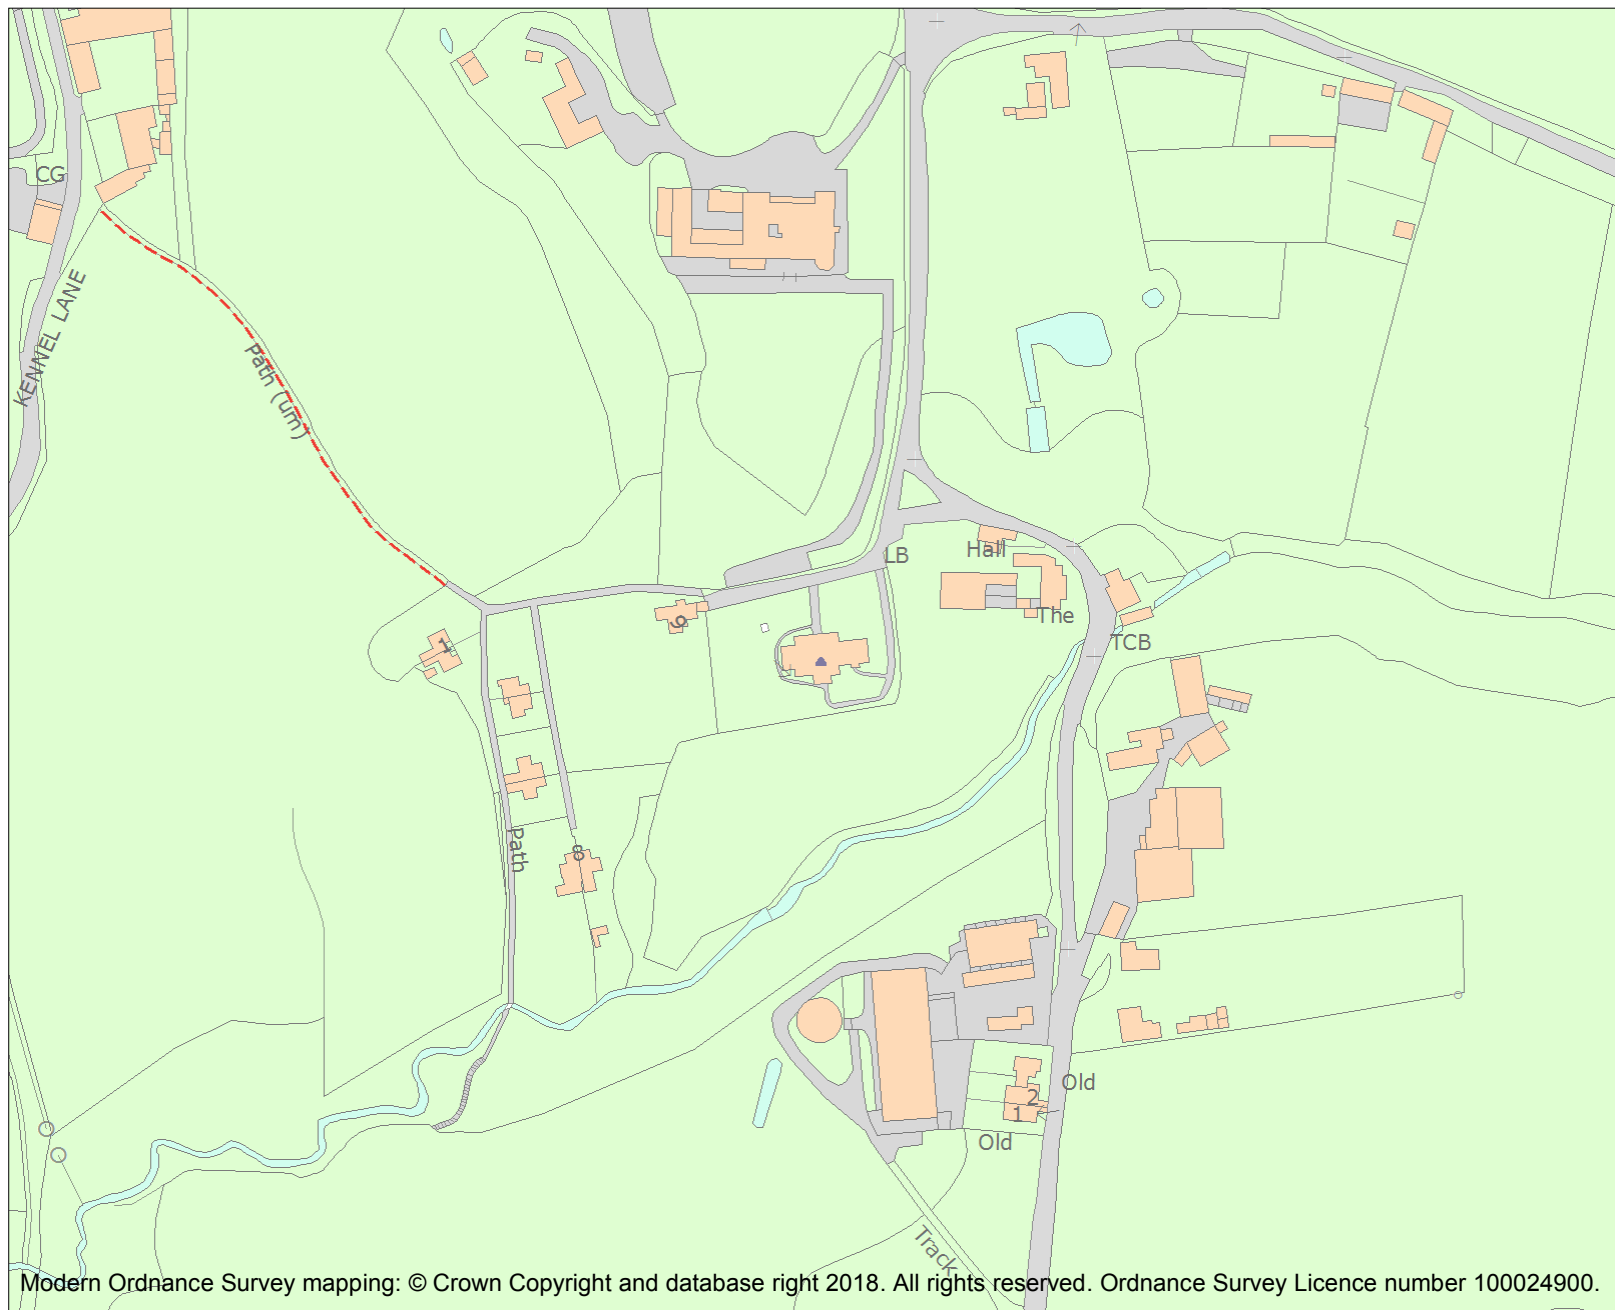 CG
KENNEL LANE
Path (um)
LB
Hall
The
TCB
1
9
Path
8
Old
2
1
Old
Track
Modern Ordnance Survey mapping: © Crown Copyright and database right 2018. All rights reserved. Ordnance Survey Licence number 100024900.